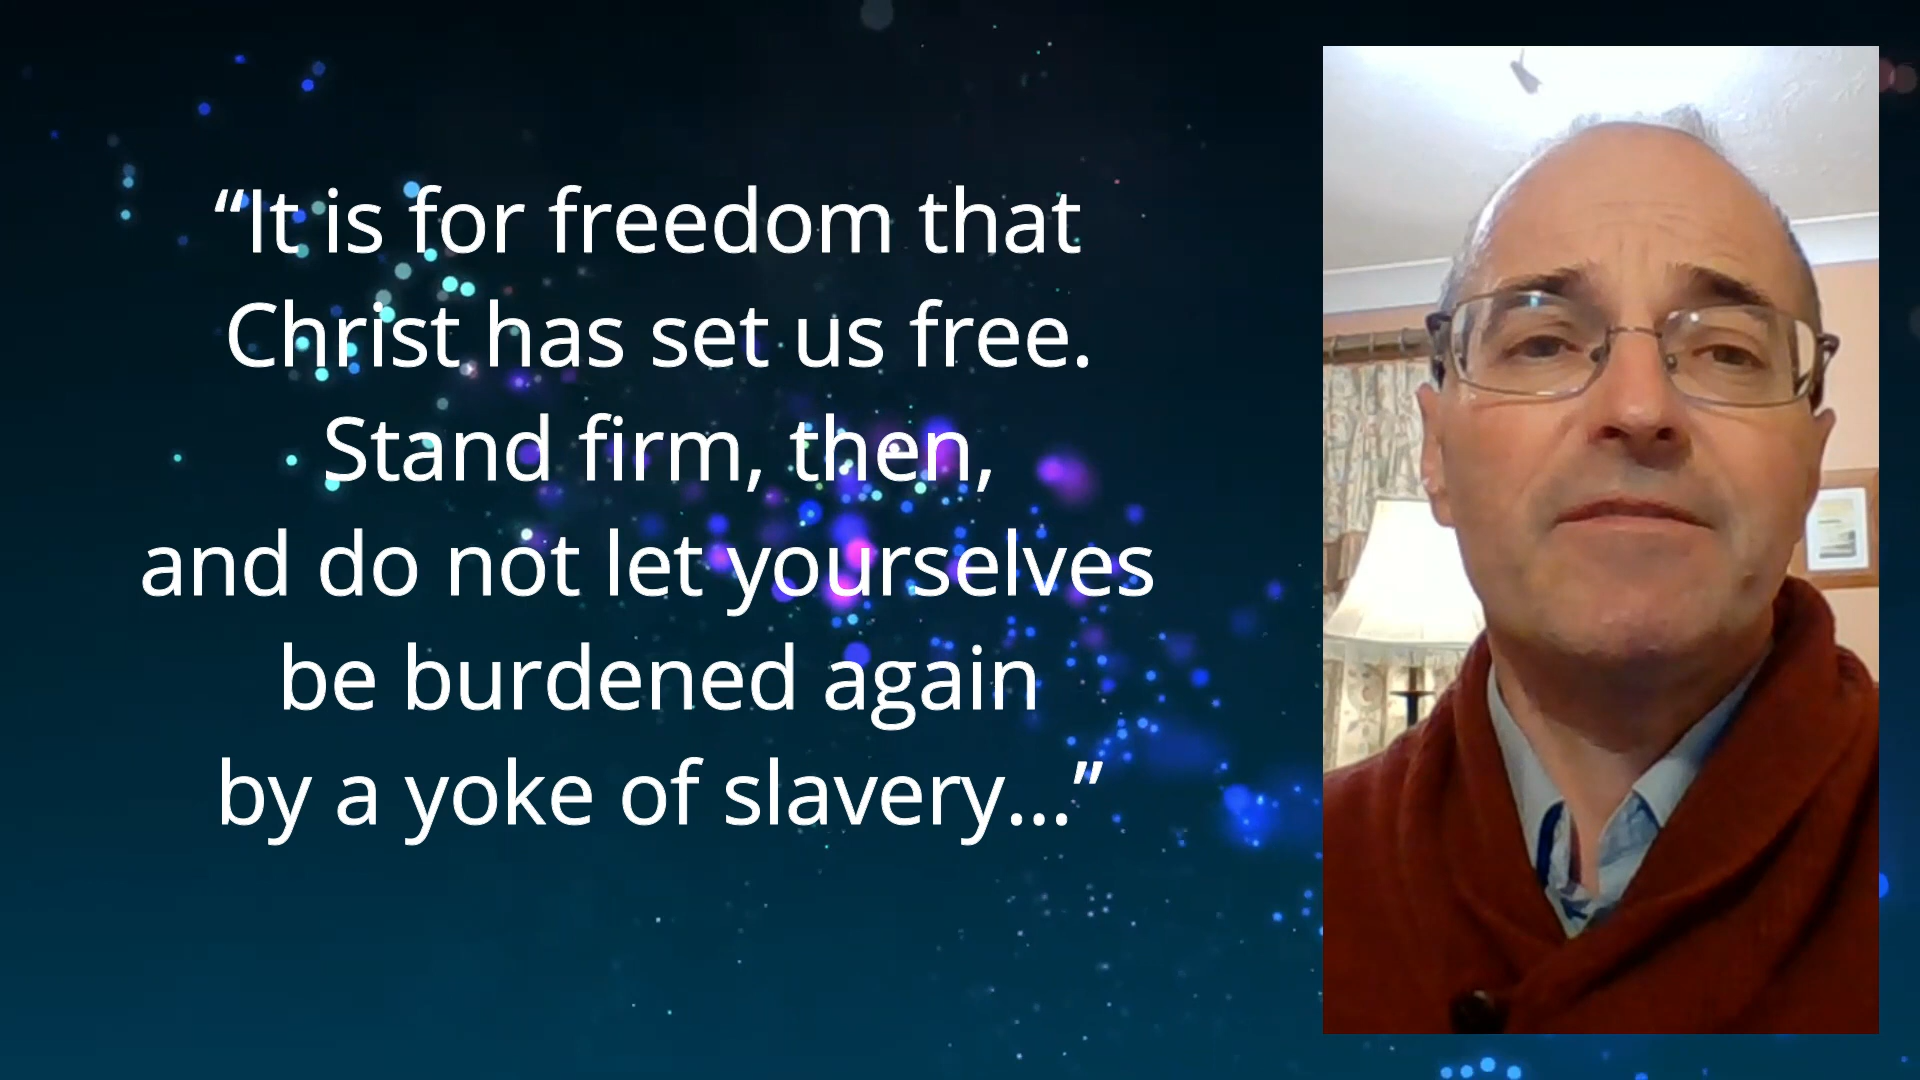 “It is for freedom that
Christ has set us free.
Stand firm, then,
and do not let yourselves
be burdened again
by a yoke of slavery...”